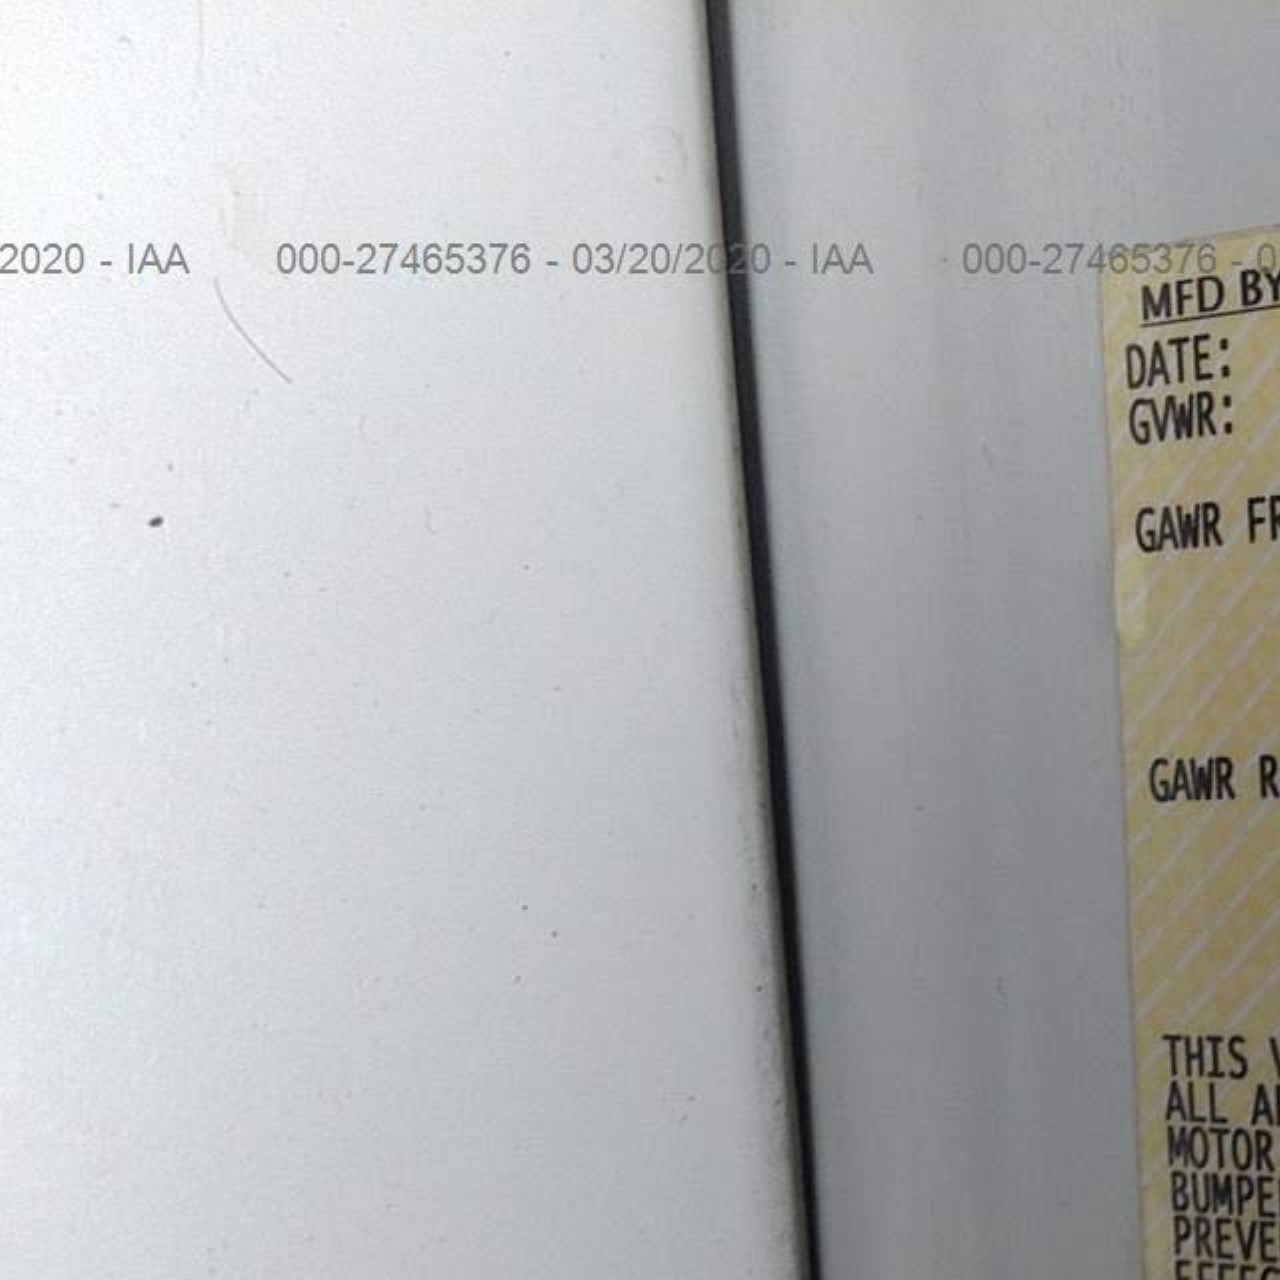 2020 - IAA 000-27465376 - 03/20/2020 - IAA 000-27465376 - 0
MFD BY
DATE:
GVWR:
GAWR FR
GAWR R
THIS V
ALL A
MOTOR
BUMPE
PREVE